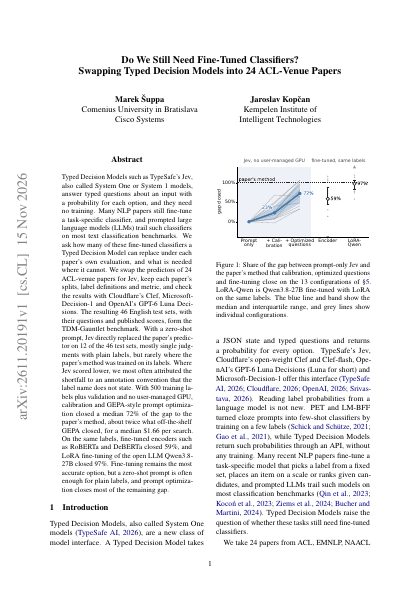 Do We Still Need Fine-Tuned Classifiers?
Swapping Typed Decision Models into 24 ACL-Venue Papers
Marek Šuppa
Comenius University in Bratislava
Cisco Systems
Jaroslav Kopčan
Kempelen Institute of
Intelligent Technologies
arXiv:2611.20191v1 [cs.CL] 15 Nov 2026
Abstract
Typed Decision Models such as TypeSafe's Jev,
also called System One or System 1 models,
answer typed questions about an input with
a probability for each option, and they need
no training. Many NLP papers still fine-tune
a task-specific classifier, and prompted large
language models (LLMs) trail such classifiers
on most text classification benchmarks. We
ask how many of these fine-tuned classifiers a
Typed Decision Model can replace under each
paper's own evaluation, and what is needed
where it cannot. We swap the predictors of 24
ACL-venue papers for Jev, keep each paper's
splits, label definitions and metric, and check
the results with Cloudflare's Clef, Microsoft-
Decision-1 and OpenAI's GPT-6 Luna Deci-
sions. The resulting 46 English test sets, with
their questions and published scores, form the
TDM-Gauntlet benchmark. With a zero-shot
prompt, Jev directly replaced the paper's predic-
tor on 12 of the 46 test sets, mostly single judg-
ments with plain labels, but rarely where the
paper's method was trained on its labels. Where
Jev scored lower, we most often attributed the
shortfall to an annotation convention that the
label name does not state. With 500 training la-
bels plus validation and no user-managed GPU,
calibration and GEPA-style prompt optimiza-
tion closed a median 72% of the gap to the
paper's method, about twice what off-the-shelf
GEPA closed, for a median $1.66 per search.
On the same labels, fine-tuned encoders such
as RoBERTa and DeBERTa closed 59%, and
LoRA fine-tuning of the open LLM Qwen3.8-
27B closed 97%. Fine-tuning remains the most
accurate option, but a zero-shot prompt is often
enough for plain labels, and prompt optimiza-
tion closes most of the remaining gap.
1 Introduction
Typed Decision Models, also called System One
models (TypeSafe AI, 2026), are a new class of
model interface. A Typed Decision Model takes
Jev, no user-managed GPU
fine-tuned, same labels
gap closed
100%
50%
0%
paper's method
23%
72%
59%
97%
Prompt
only
+ Cali-
bration
+ Optimized
questions
Encoder
LoRA-
Qwen
Figure 1: Share of the gap between prompt-only Jev and
the paper's method that calibration, optimized questions
and fine-tuning close on the 13 configurations of §5.
LoRA-Qwen is Qwen3.8-27B fine-tuned with LoRA
on the same labels. The blue line and band show the
median and interquartile range, and grey lines show
individual configurations.
a JSON state and typed questions and returns
a probability for every option. TypeSafe's Jev,
Cloudflare's open-weight Clef and Clef-flash, Ope-
nAI's GPT-6 Luna Decisions (Luna for short) and
Microsoft-Decision-1 offer this interface (TypeSafe
AI, 2026; Cloudflare, 2026; OpenAI, 2026; Srivas-
tava, 2026). Reading label probabilities from a
language model is not new. PET and LM-BFF
turned cloze prompts into few-shot classifiers by
training on a few labels (Schick and Schütze, 2021;
Gao et al., 2021), while Typed Decision Models
return such probabilities through an API, without
any training. Many recent NLP papers fine-tune a
task-specific model that picks a label from a fixed
set, places an item on a scale or ranks given can-
didates, and prompted LLMs trail such models on
most classification benchmarks (Qin et al., 2023;
Kocoń et al., 2023; Ziems et al., 2024; Bucher and
Martini, 2024). Typed Decision Models raise the
question of whether these tasks still need fine-tuned
classifiers.
We take 24 papers from ACL, EMNLP, NAACL
1